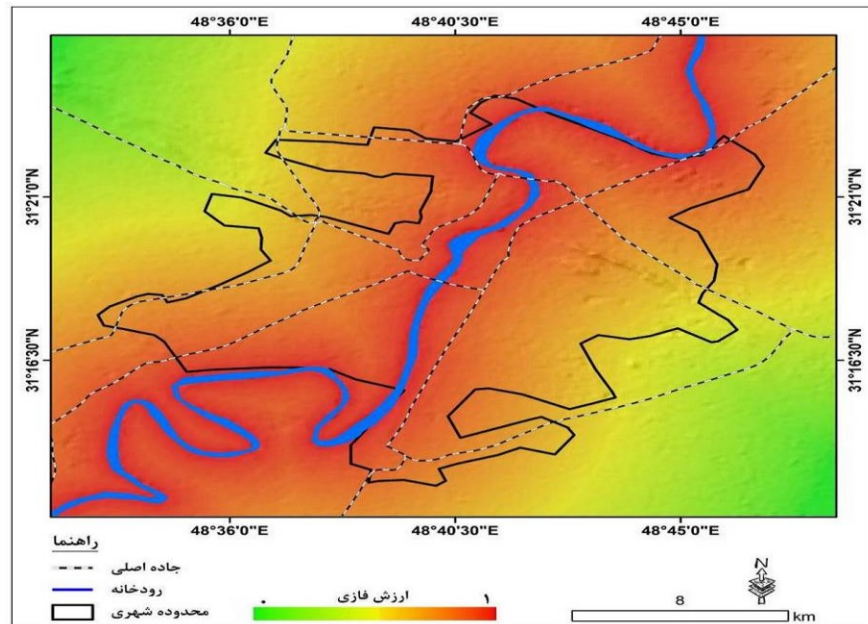 48°36'0"E 48°40'30"E 48°45'0"E
31°21'0"N 31°21'0"N
31°16'30"N 31°16'30"N
48°36'0"E 48°40'30"E 48°45'0"E
راهنما
جاده اصلی
رودخانه
محدوده شهری
ارزش فازی
۰ ۱
8
km
N